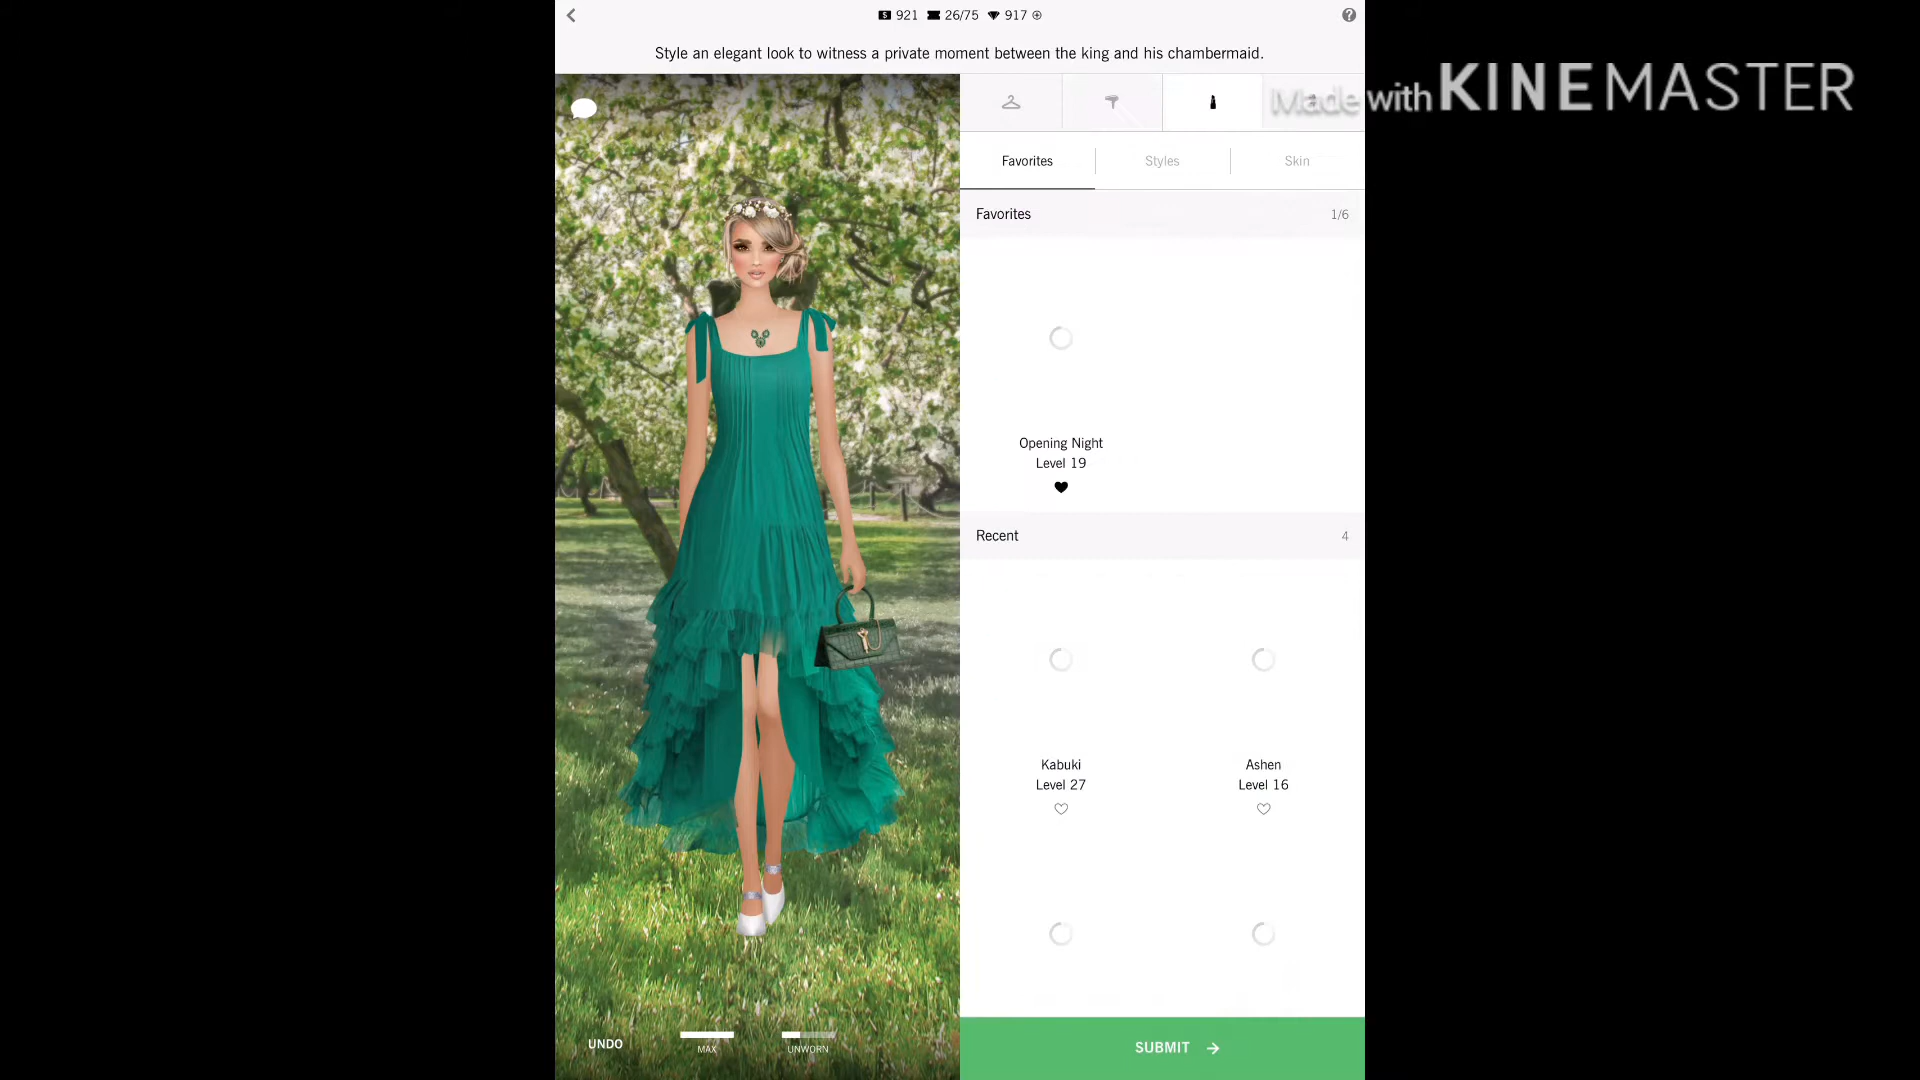 921 26/75 917
Style an elegant look to witness a private moment between the king and his chambermaid.
Made with KINEMASTER
Favorites Styles Skin
Favorites 1/6
Opening Night
Level 19
Recent 4
Kabuki Ashen
Level 27 Level 16
UNDO MAX UNWORN
SUBMIT